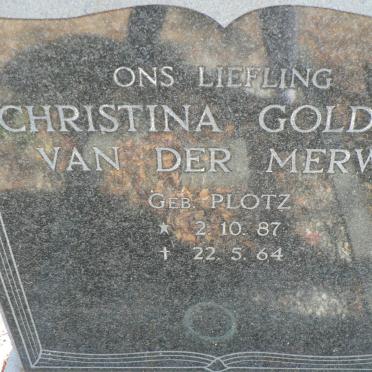 ONS LIEFLING
CHRISTINA GOLD
VAN DER MERW
GEB. PLOTZ
* 2. 10. 87
† 22. 5. 64